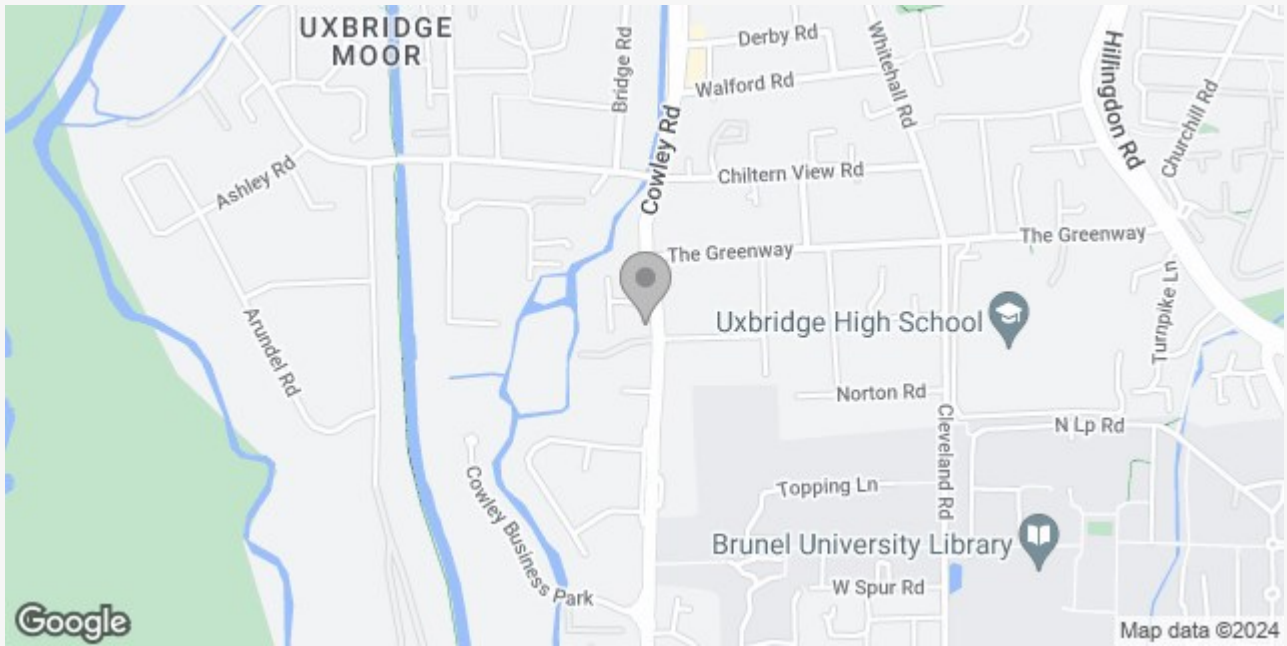 UXBRIDGE
MOOR
Bridge Rd
Derby Rd
Walford Rd
Whitehall Rd
Hillingdon Rd
Churchill Rd
Cowley Rd
Ashley Rd
Chiltern View Rd
The Greenway
The Greenway
Turnpike Ln
Uxbridge High School
Arundel Rd
Norton Rd
Cleveland Rd
N Lp Rd
Topping Ln
Cowley Business Park
Brunel University Library
W Spur Rd
Google
Map data ©2024